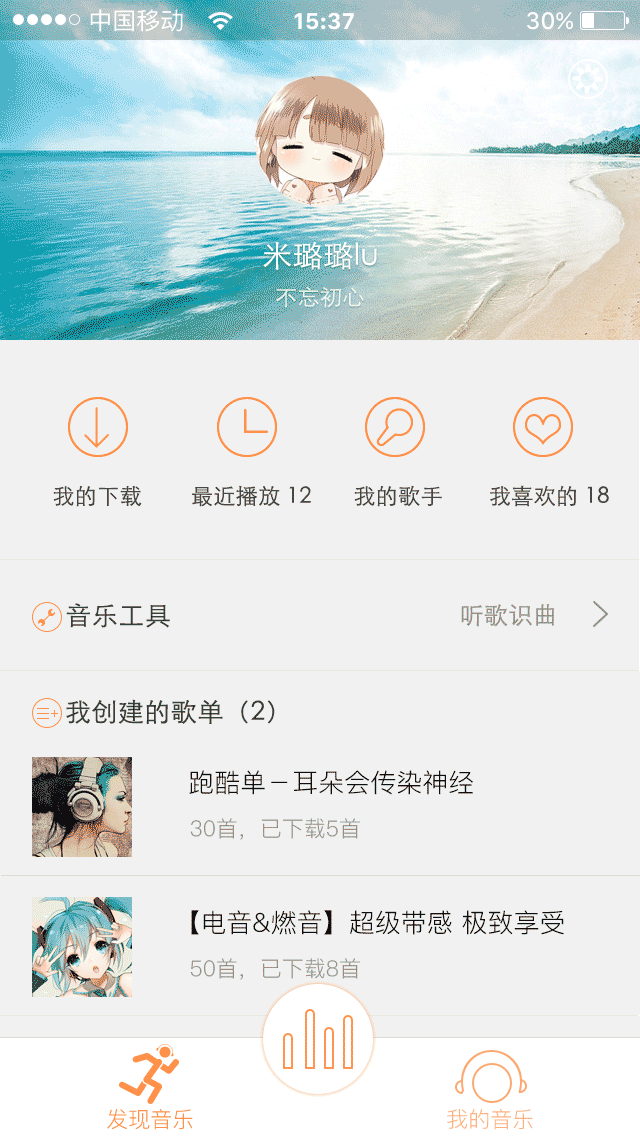 中国移动 15:37 30%
米璐璐lu
不忘初心
我的下载 最近播放 12 我的歌手 我喜欢的 18
音乐工具 听歌识曲
我创建的歌单（2）
跑酷单－耳朵会传染神经
30首，已下载5首
【电音&燃音】超级带感 极致享受
50首，已下载8首
发现音乐 我的音乐